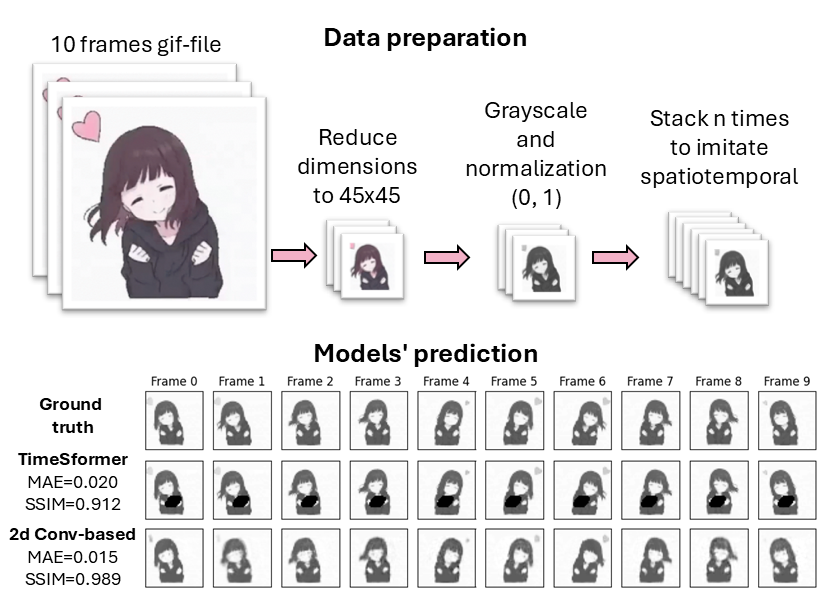 Data preparation
10 frames gif-file
Reduce
dimensions
to 45x45
Grayscale
and
normalization
(0, 1)
Stack n times
to imitate
spatiotemporal
Models' prediction
Frame 0 Frame 1 Frame 2 Frame 3 Frame 4 Frame 5 Frame 6 Frame 7 Frame 8 Frame 9
Ground
truth
TimeSformer
MAE=0.020
SSIM=0.912
2d Conv-based
MAE=0.015
SSIM=0.989